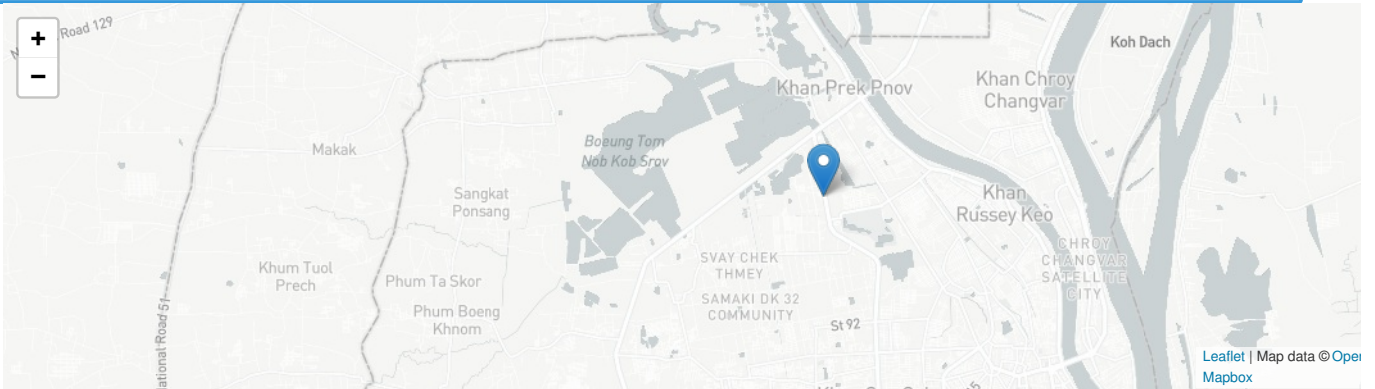 +
−
Road 129
Koh Dach
Khan Prek Pnov
Khan Chroy
Changvar
Makak
Boeung Tom
Nob Kob Srov
Sangkat
Ponsang
Khan
Russey Keo
SVAY CHEK
THMEY
CHROY
CHANGVAR
SATELLITE
CITY
Khum Tuol
Prech
Phum Ta Skor
SAMAKI DK 32
COMMUNITY
Phum Boeng
Khnom
St 92
ational Road 51
Leaflet | Map data © Oper
Mapbox